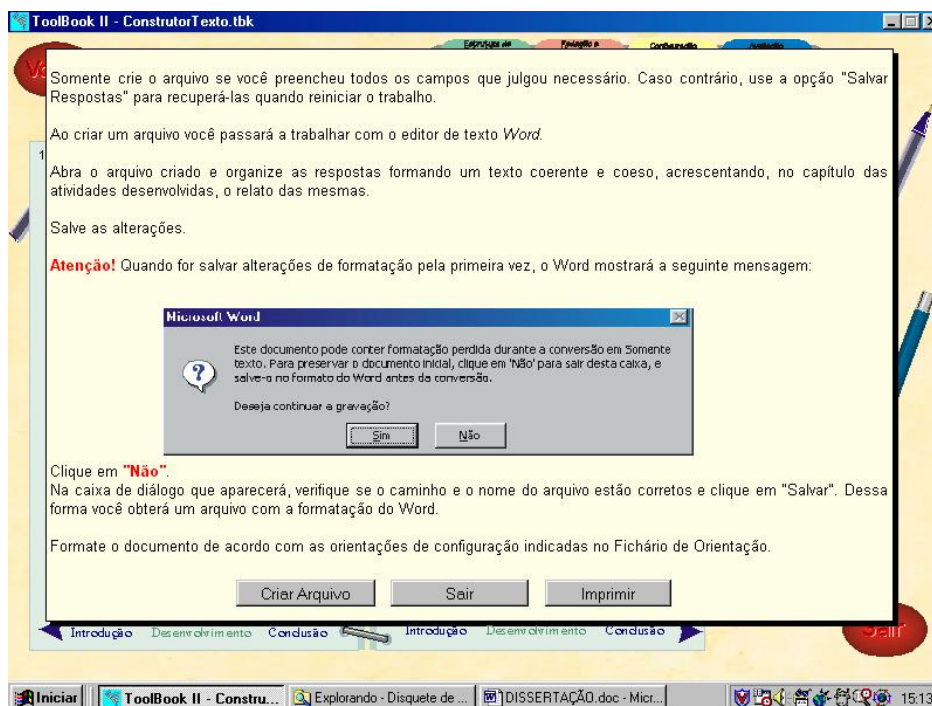 ToolBook II - ConstrutorTexto.tbk
Estrutura de Redação e Configuração Avaliação
Vo
Somente crie o arquivo se você preencheu todos os campos que julgou necessário. Caso contrário, use a opção "Salvar
Respostas" para recuperá-las quando reiniciar o trabalho.
Ao criar um arquivo você passará a trabalhar com o editor de texto Word.
1
Abra o arquivo criado e organize as respostas formando um texto coerente e coeso, acrescentando, no capítulo das
atividades desenvolvidas, o relato das mesmas.
Salve as alterações.
Atenção! Quando for salvar alterações de formatação pela primeira vez, o Word mostrará a seguinte mensagem:
Microsoft Word
Este documento pode conter formatação perdida durante a conversão em Somente
texto. Para preservar o documento inicial, clique em 'Não' para sair desta caixa, e
salve-o no formato do Word antes da conversão.
Deseja continuar a gravação?
Sim Não
Clique em "Não".
Na caixa de diálogo que aparecerá, verifique se o caminho e o nome do arquivo estão corretos e clique em "Salvar". Dessa
forma você obterá um arquivo com a formatação do Word.
Formate o documento de acordo com as orientações de configuração indicadas no Fichário de Orientação.
Criar Arquivo Sair Imprimir
Introdução Desenvolvimento Conclusão Introdução Desenvolvimento Conclusão Sair
Iniciar ToolBook II - Constru... Explorando - Disquete de ... DISSERTAÇÃO.doc - Micr... 15:13